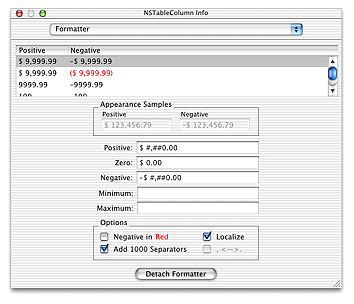 NSTableColumn Info
Formatter
Positive Negative
$ 9,999.99 -$ 9,999.99
$ 9,999.99 ($ 9,999.99)
9999.99 -9999.99
100 -100
Appearance Samples
Positive Negative
$ 123,456.79 -$ 123,456.79
Positive: $ #,##0.00
Zero: $ 0.00
Negative: -$ #,##0.00
Minimum:
Maximum:
Options
Negative in Red Localize
Add 1000 Separators , <-> .
Detach Formatter